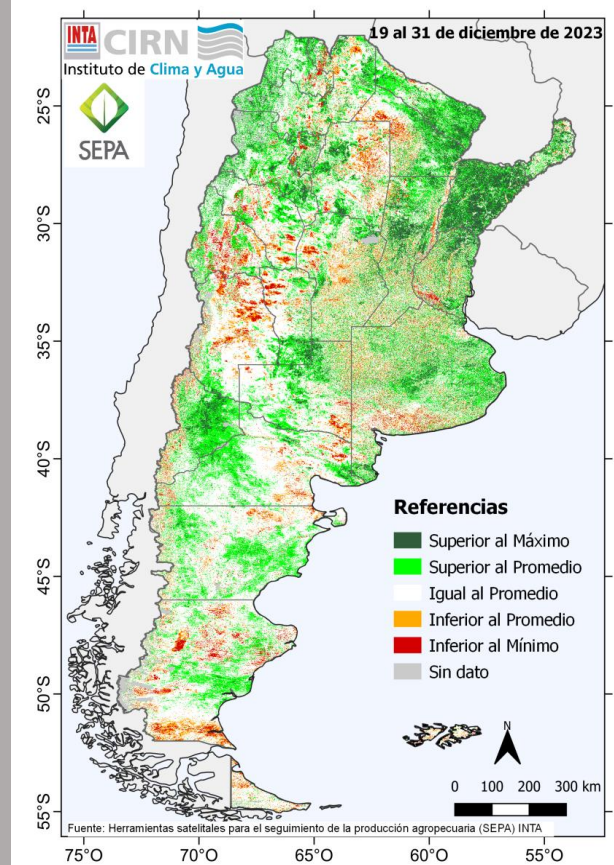 INTA CIRN
Instituto de Clima y Agua
SEPA
19 al 31 de diciembre de 2023
25°S
30°S
35°S
40°S
45°S
50°S
55°S
Referencias
Superior al Máximo
Superior al Promedio
Igual al Promedio
Inferior al Promedio
Inferior al Mínimo
Sin dato
N
0 100 200 300 km
Fuente: Herramientas satelitales para el seguimiento de la producción agropecuaria (SEPA) INTA
75°O 70°O 65°O 60°O 55°O